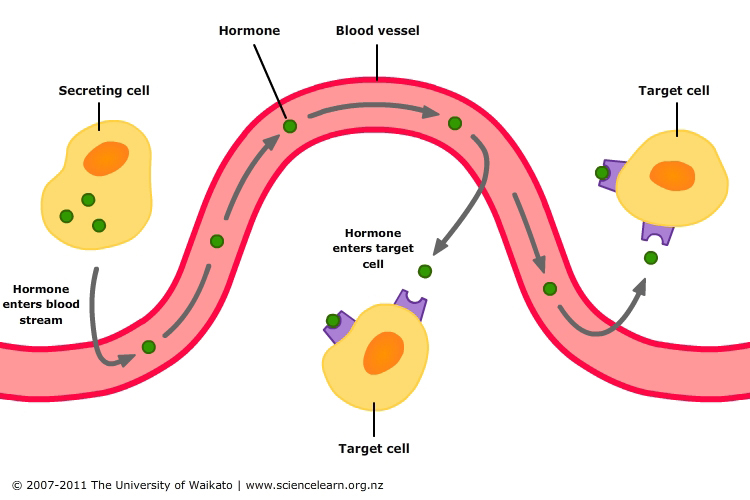 Hormone
Blood vessel
Secreting cell
Target cell
Hormone
enters target
cell
Hormone
enters blood
stream
Target cell
© 2007-2011 The University of Waikato | www.sciencelearn.org.nz